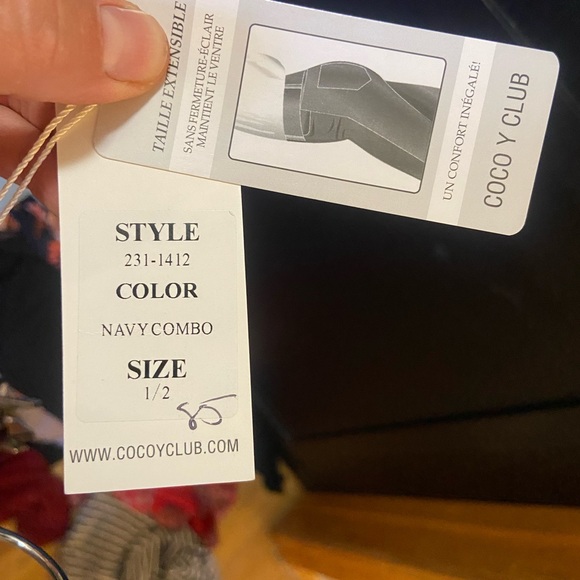 TAILLE EXTENSIBLE
SANS FERMETURE-ÉCLAIR
MAINTIENT LE VENTRE
UN CONFORT INÉGALÉ!
COCO Y CLUB
STYLE
231-1412
COLOR
NAVY COMBO
SIZE
1/2
85
WWW.COCOYCLUB.COM